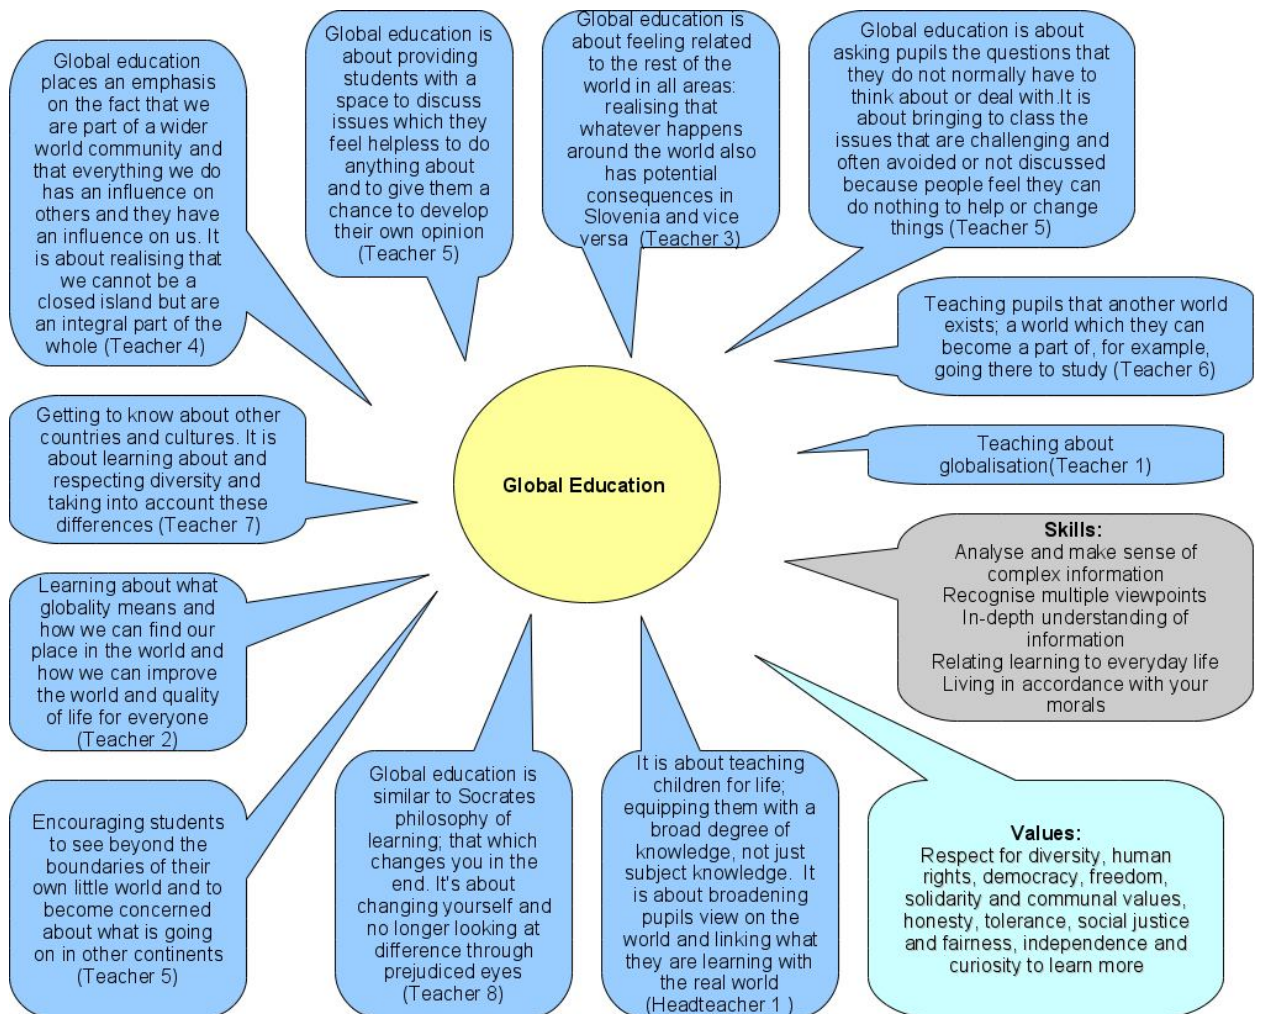 Global education
places an emphasis
on the fact that we
are part of a wider
world community and
that everything we do
has an influence on
others and they have
an influence on us. It
is about realising that
we cannot be a
closed island but are
an integral part of the
whole (Teacher 4)
Global education is
about providing
students with a
space to discuss
issues which they
feel helpless to do
anything about
and to give them a
chance to develop
their own opinion
(Teacher 5)
Global education is
about feeling related
to the rest of the
world in all areas:
realising that
whatever happens
around the world also
has potential
consequences in
Slovenia and vice
versa (Teacher 3)
Global education is about
asking pupils the questions that
they do not normally have to
think about or deal with.It is
about bringing to class the
issues that are challenging and
often avoided or not discussed
because people feel they can
do nothing to help or change
things (Teacher 5)
Teaching pupils that another world
exists; a world which they can
become a part of, for example,
going there to study (Teacher 6)
Getting to know about other
countries and cultures. It is
about learning about and
respecting diversity and
taking into account these
differences (Teacher 7)
Global Education
Teaching about
globalisation(Teacher 1)
Skills:
Analyse and make sense of
complex information
Recognise multiple viewpoints
In-depth understanding of
information
Relating learning to everyday life
Living in accordance with your
morals
Learning about what
globality means and
how we can find our
place in the world and
how we can improve
the world and quality
of life for everyone
(Teacher 2)
Encouraging students
to see beyond the
boundaries of their
own little world and to
become concerned
about what is going
on in other continents
(Teacher 5)
Global education is
similar to Socrates
philosophy of
learning; that which
changes you in the
end. It's about
changing yourself and
no longer looking at
difference through
prejudiced eyes
(Teacher 8)
It is about teaching
children for life;
equipping them with a
broad degree of
knowledge, not just
subject knowledge. It
is about broadening
pupils view on the
world and linking what
they are learning with
the real world
(Headteacher 1 )
Values:
Respect for diversity, human
rights, democracy, freedom,
solidarity and communal values,
honesty, tolerance, social justice
and fairness, independence and
curiosity to learn more